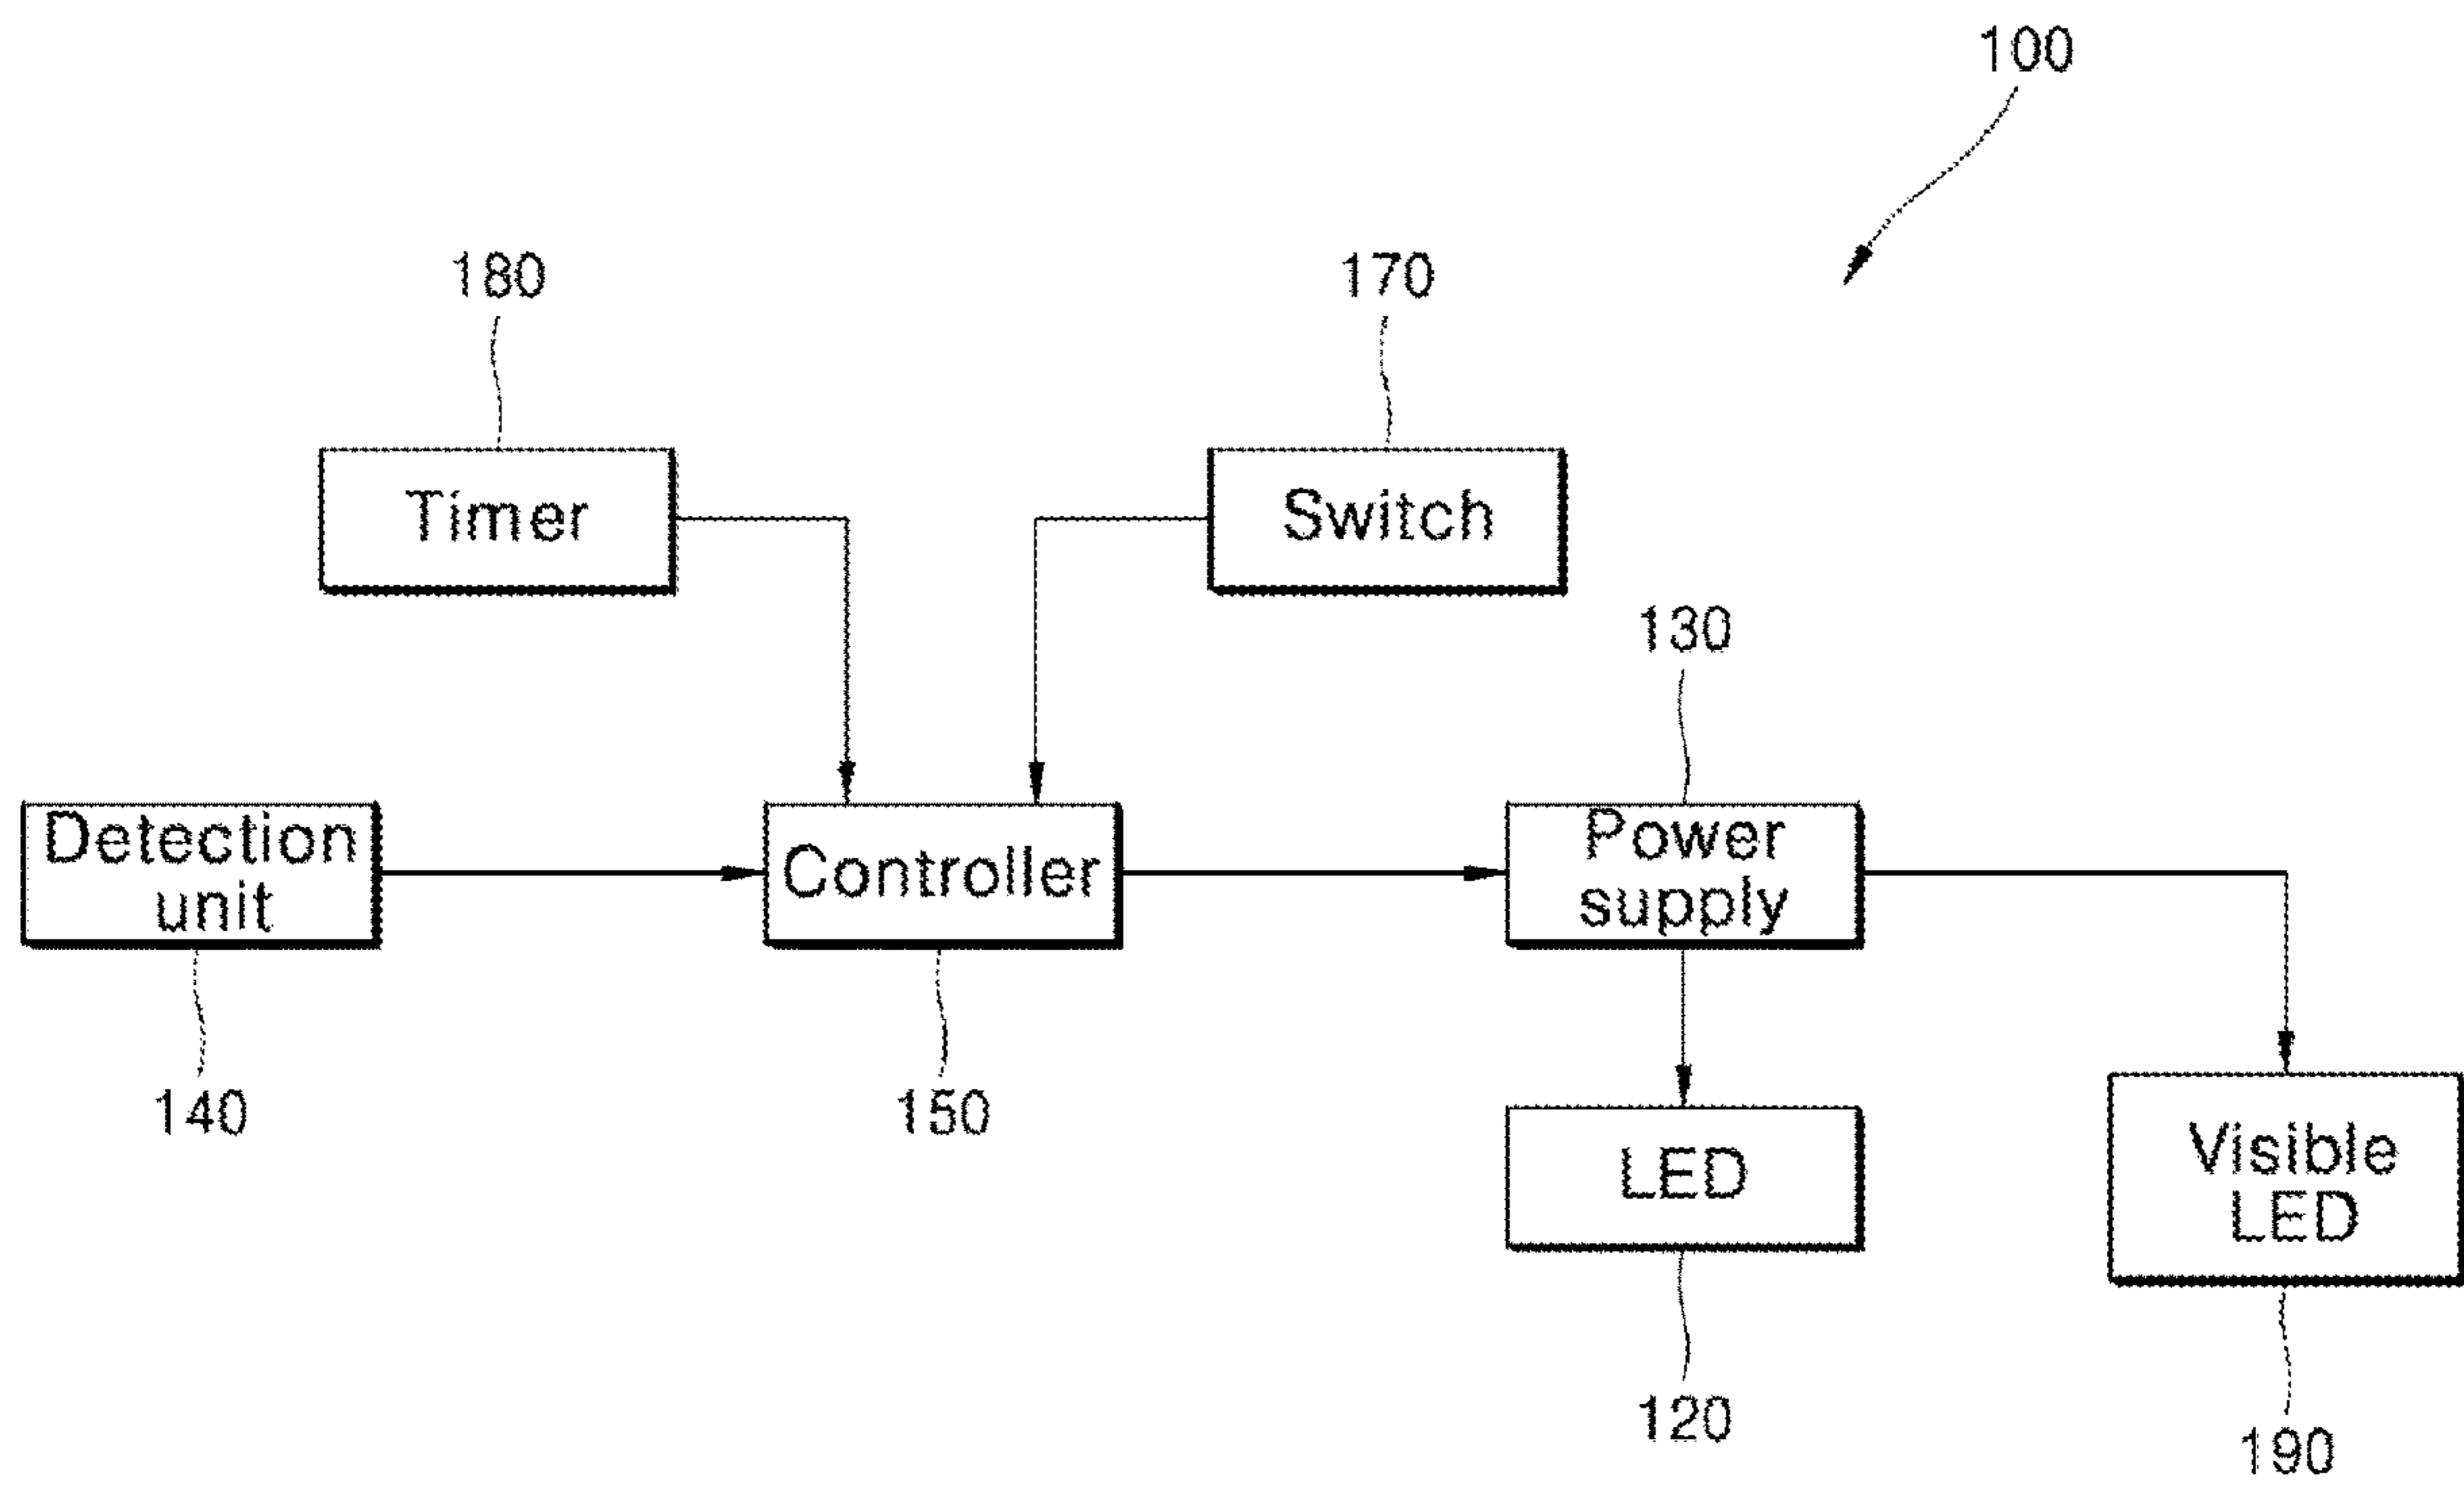 100
180
170
Timer
Switch
130
Detection
unit
Controller
Power
supply
140
150
LED
Visible
LED
120
190